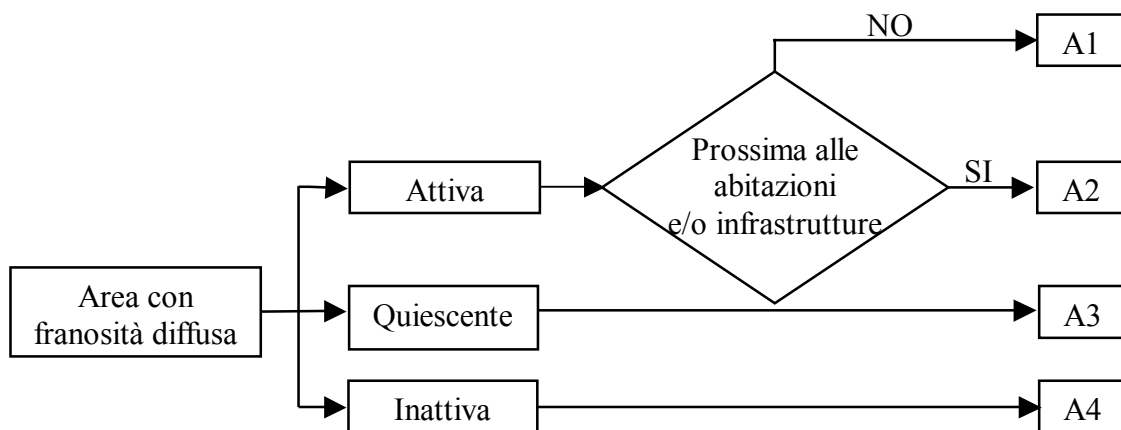 NO
A1
Prossima alle
abitazioni
e/o infrastrutture
SI
A2
Attiva
Area con
franosità diffusa
Quiescente
A3
Inattiva
A4